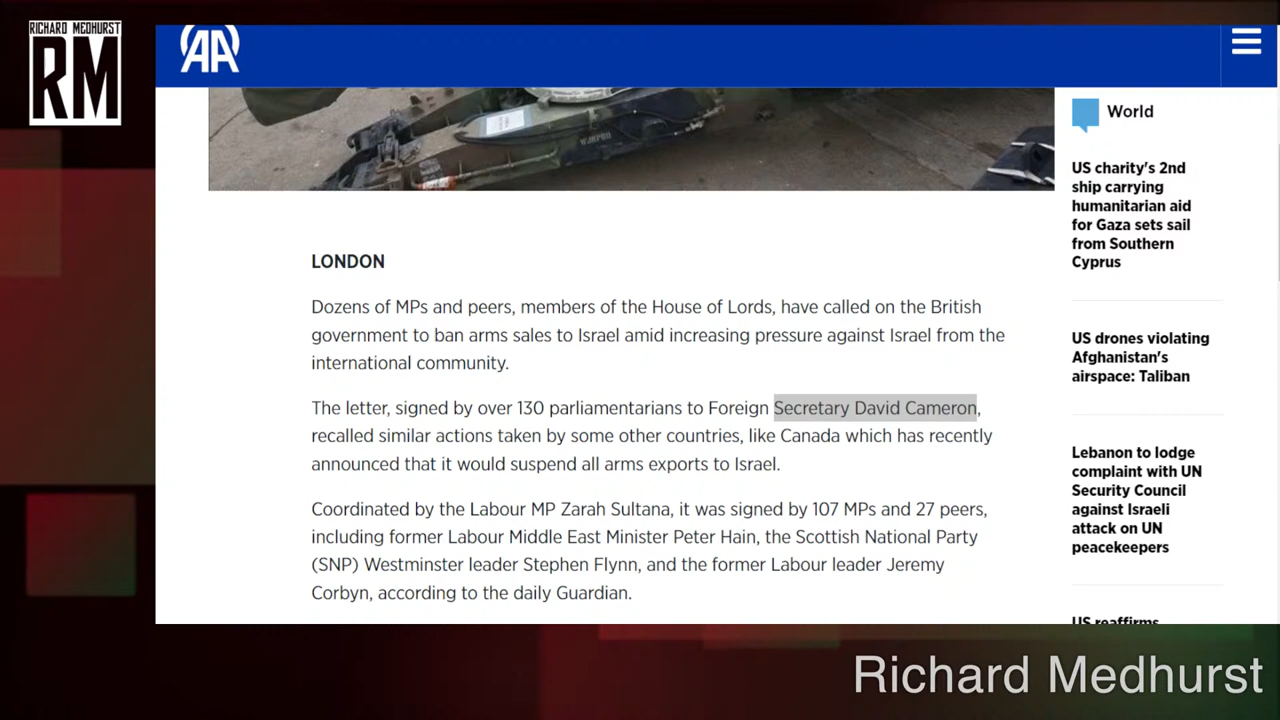 RICHARD MEDHURST
RM
AA
World
US charity's 2nd
ship carrying
humanitarian aid
for Gaza sets sail
from Southern
Cyprus
US drones violating
Afghanistan's
airspace: Taliban
Lebanon to lodge
complaint with UN
Security Council
against Israeli
attack on UN
peacekeepers
US reaffirms
LONDON
Dozens of MPs and peers, members of the House of Lords, have called on the British
government to ban arms sales to Israel amid increasing pressure against Israel from the
international community.
The letter, signed by over 130 parliamentarians to Foreign Secretary David Cameron,
recalled similar actions taken by some other countries, like Canada which has recently
announced that it would suspend all arms exports to Israel.
Coordinated by the Labour MP Zarah Sultana, it was signed by 107 MPs and 27 peers,
including former Labour Middle East Minister Peter Hain, the Scottish National Party
(SNP) Westminster leader Stephen Flynn, and the former Labour leader Jeremy
Corbyn, according to the daily Guardian.
Richard Medhurst